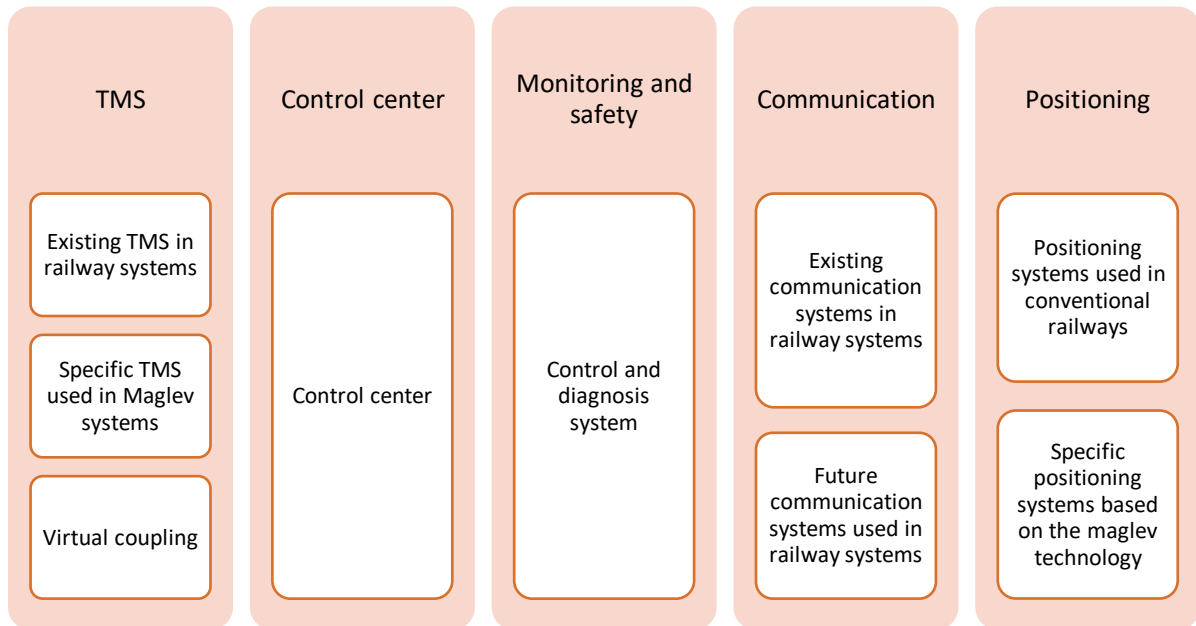 TMS
Existing TMS in
railway systems
Specific TMS
used in Maglev
systems
Virtual coupling
Control center
Control center
Monitoring and
safety
Control and
diagnosis
system
Communication
Existing
communication
systems in
railway systems
Future
communication
systems used in
railway systems
Positioning
Positioning
systems used in
conventional
railways
Specific
positioning
systems based
on the maglev
technology